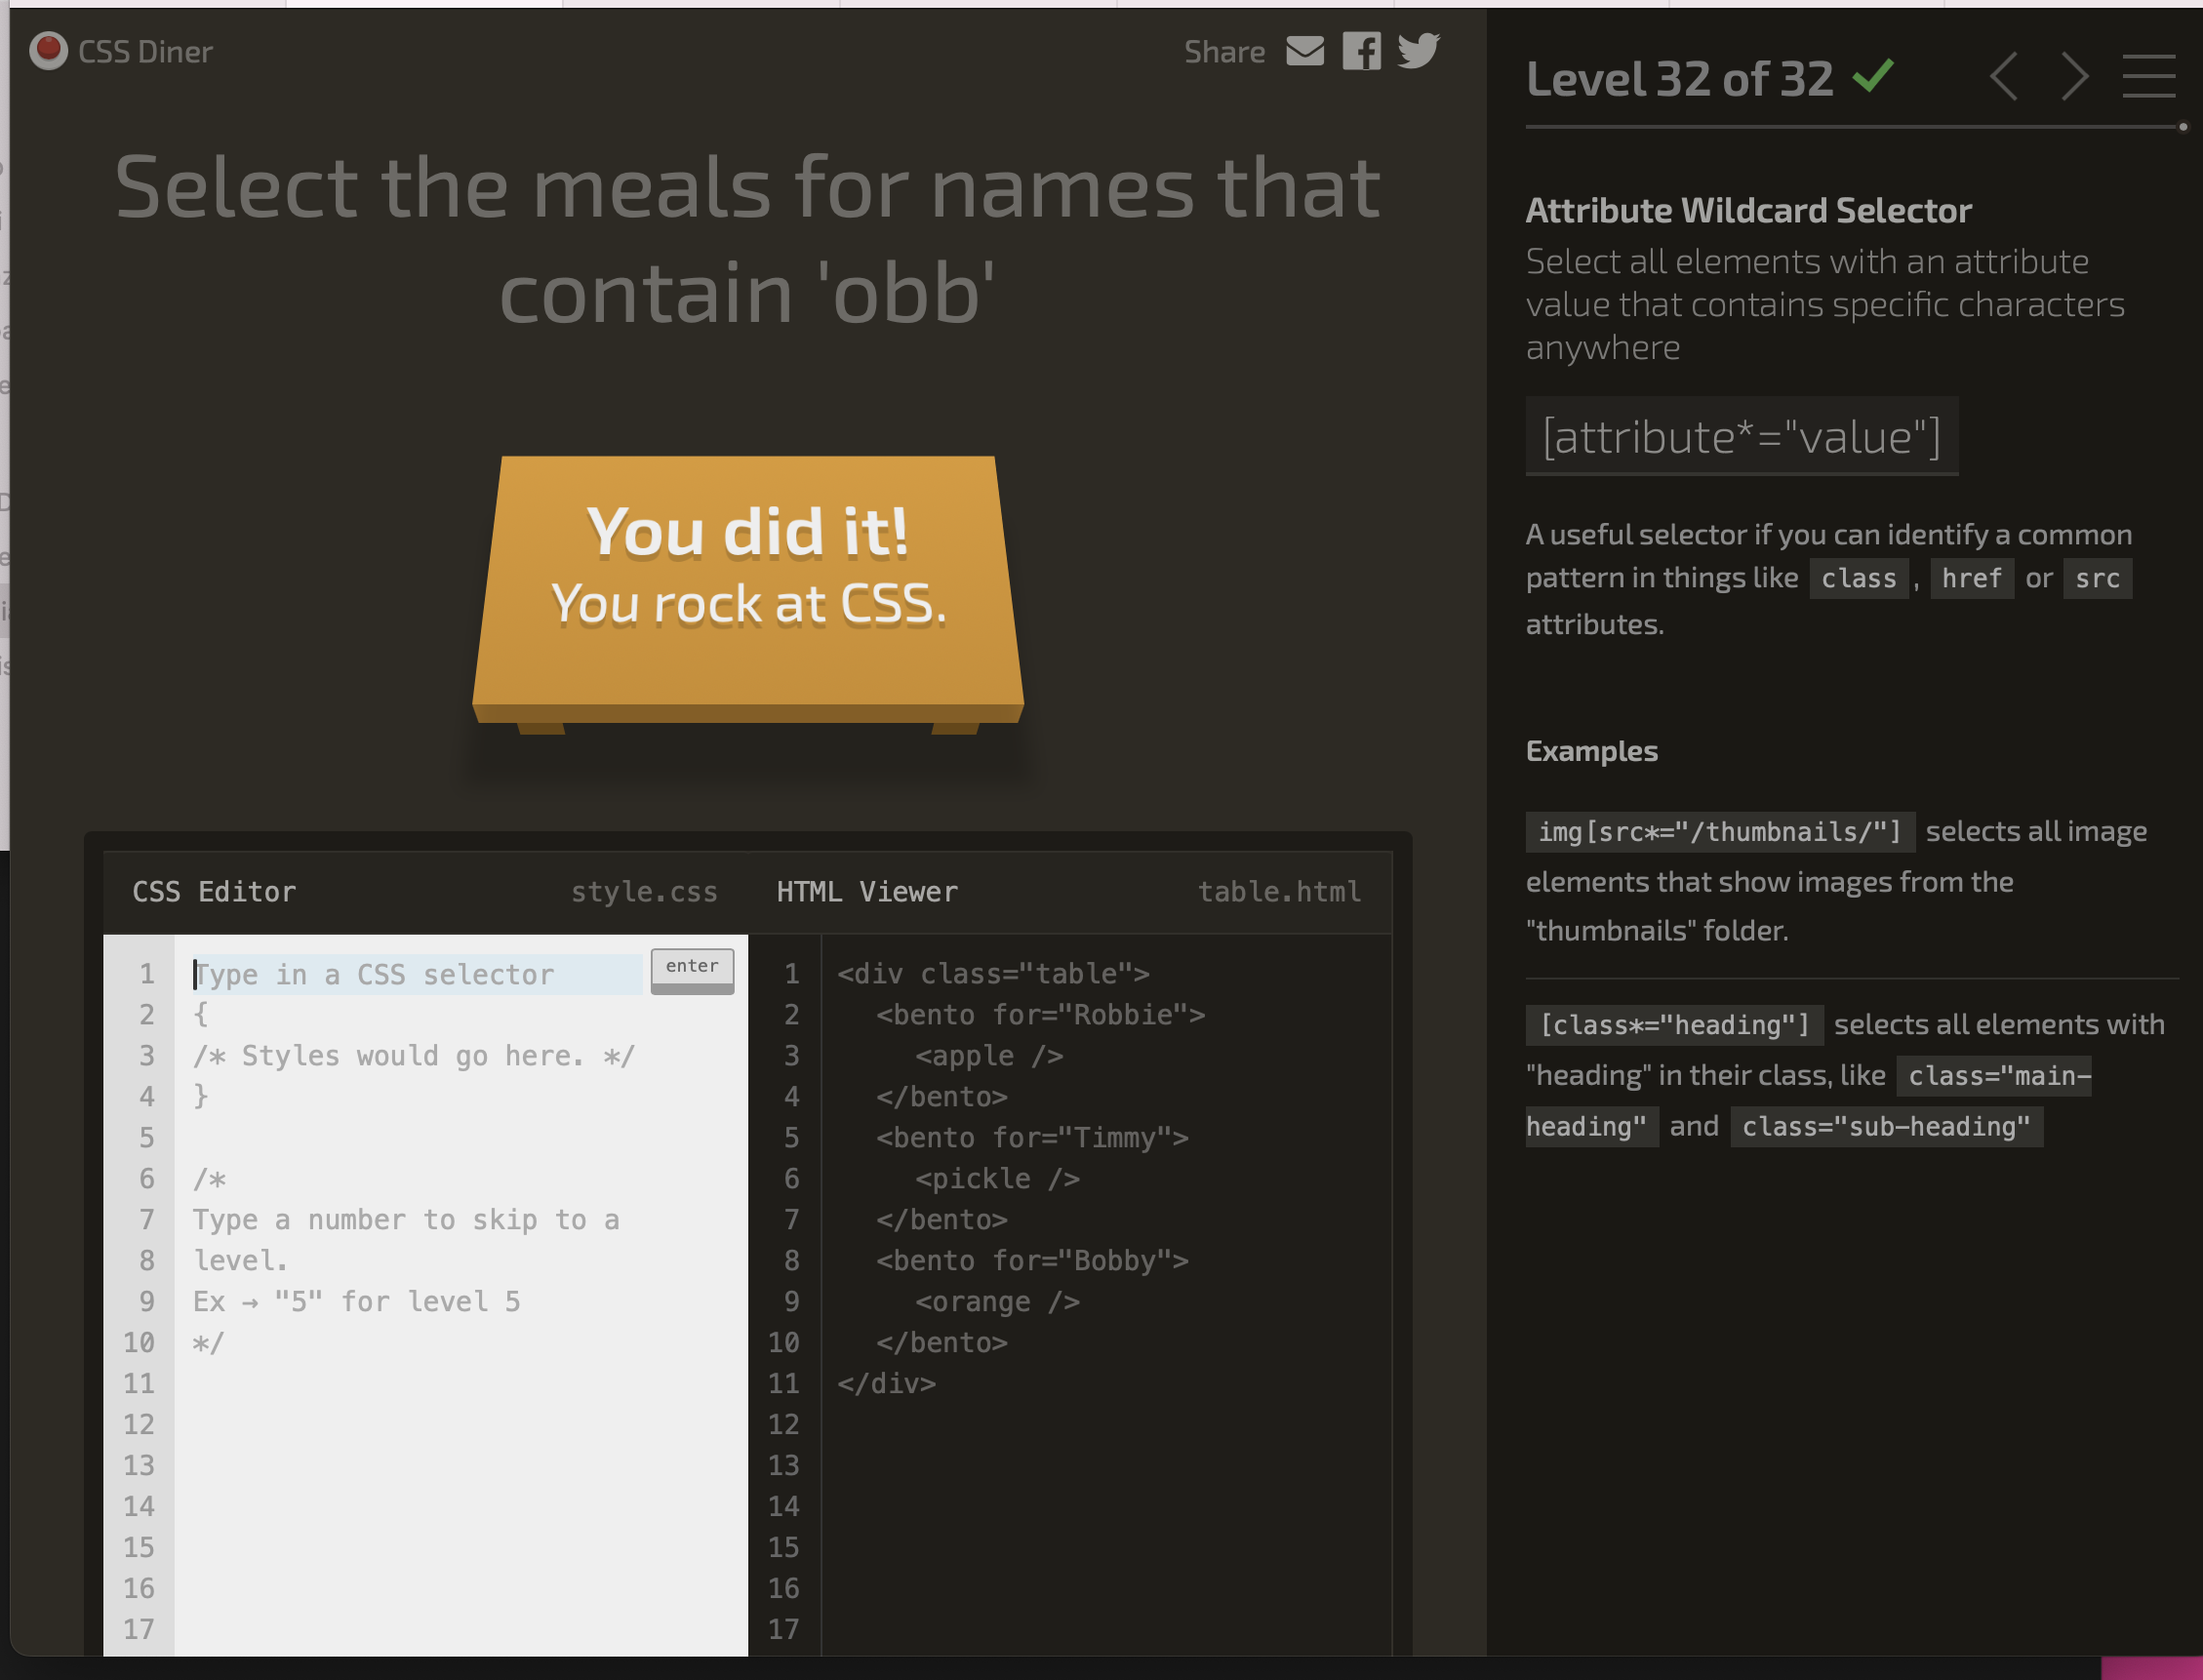 CSS Diner
Share
Select the meals for names that
contain 'obb'
You did it!
You rock at CSS.
CSS Editor
style.css
HTML Viewer
table.html
1 Type in a CSS selector
enter
2 {
3 /* Styles would go here. */
4 }
5
6 /*
7 Type a number to skip to a
8 level.
9 Ex → "5" for level 5
10 */
11
12
13
14
15
16
17
1 <div class="table">
2 <bento for="Robbie">
3 <apple />
4 </bento>
5 <bento for="Timmy">
6 <pickle />
7 </bento>
8 <bento for="Bobby">
9 <orange />
10 </bento>
11 </div>
12
13
14
15
16
17
Level 32 of 32
Attribute Wildcard Selector
Select all elements with an attribute
value that contains specific characters
anywhere
[attribute*="value"]
A useful selector if you can identify a common
pattern in things like class , href or src
attributes.
Examples
img[src*="/thumbnails/"] selects all image
elements that show images from the
"thumbnails" folder.
[class*="heading"] selects all elements with
"heading" in their class, like class="main-
heading" and class="sub-heading"